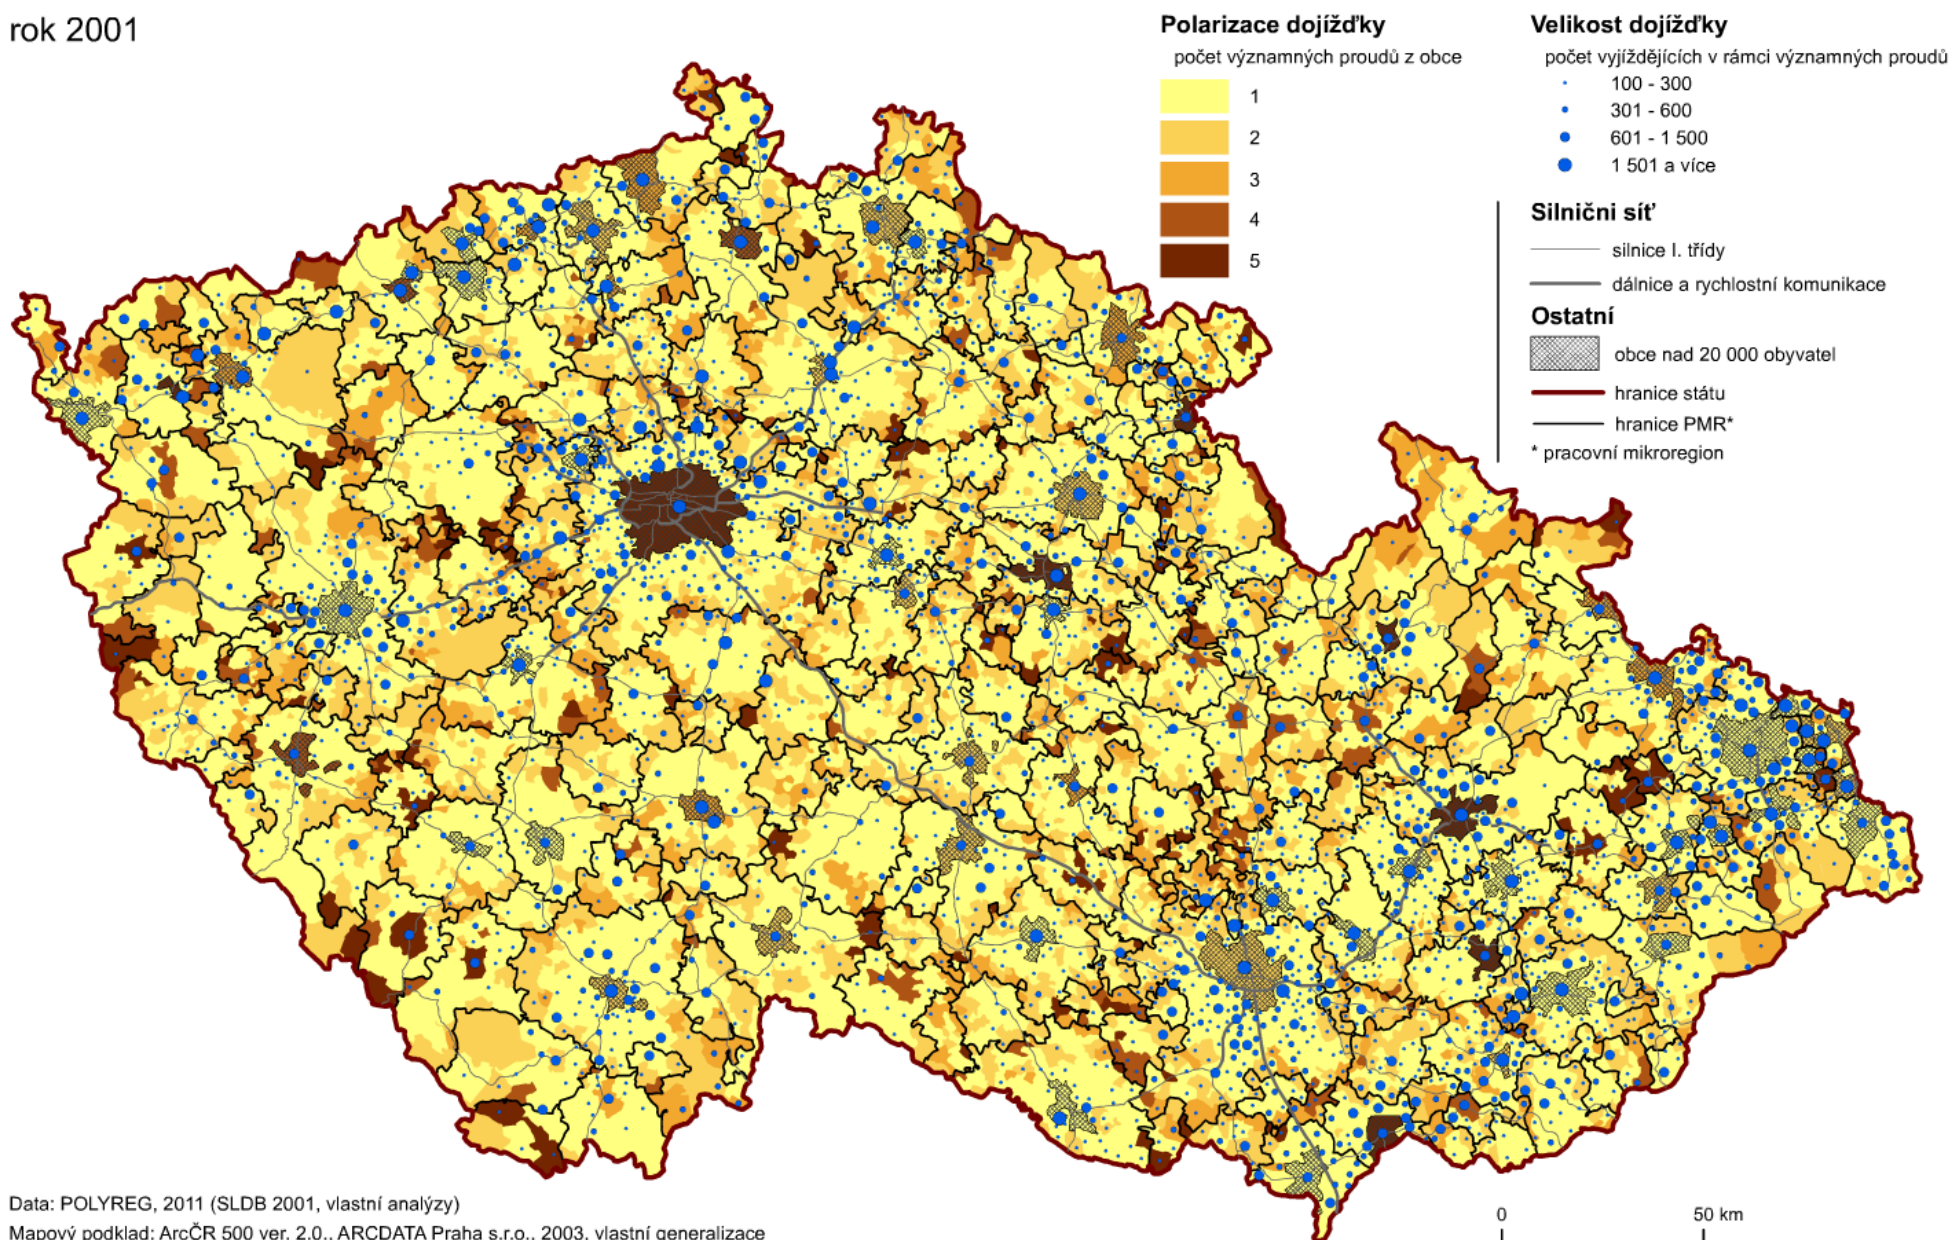 rok 2001
Polarizace dojížďky
počet významných proudů z obce
1
2
3
4
5
Velikost dojížďky
počet vyjíždějících v rámci významných proudů
100 - 300
301 - 600
601 - 1 500
1 501 a více
Silniční síť
silnice I. třídy
dálnice a rychlostní komunikace
Ostatní
obce nad 20 000 obyvatel
hranice státu
hranice PMR*
* pracovní mikroregion
Data: POLYREG, 2011 (SLDB 2001, vlastní analýzy)
Mapový podklad: ArcČR 500 ver. 2.0., ARCDATA Praha s.r.o., 2003, vlastní generalizace
0 50 km